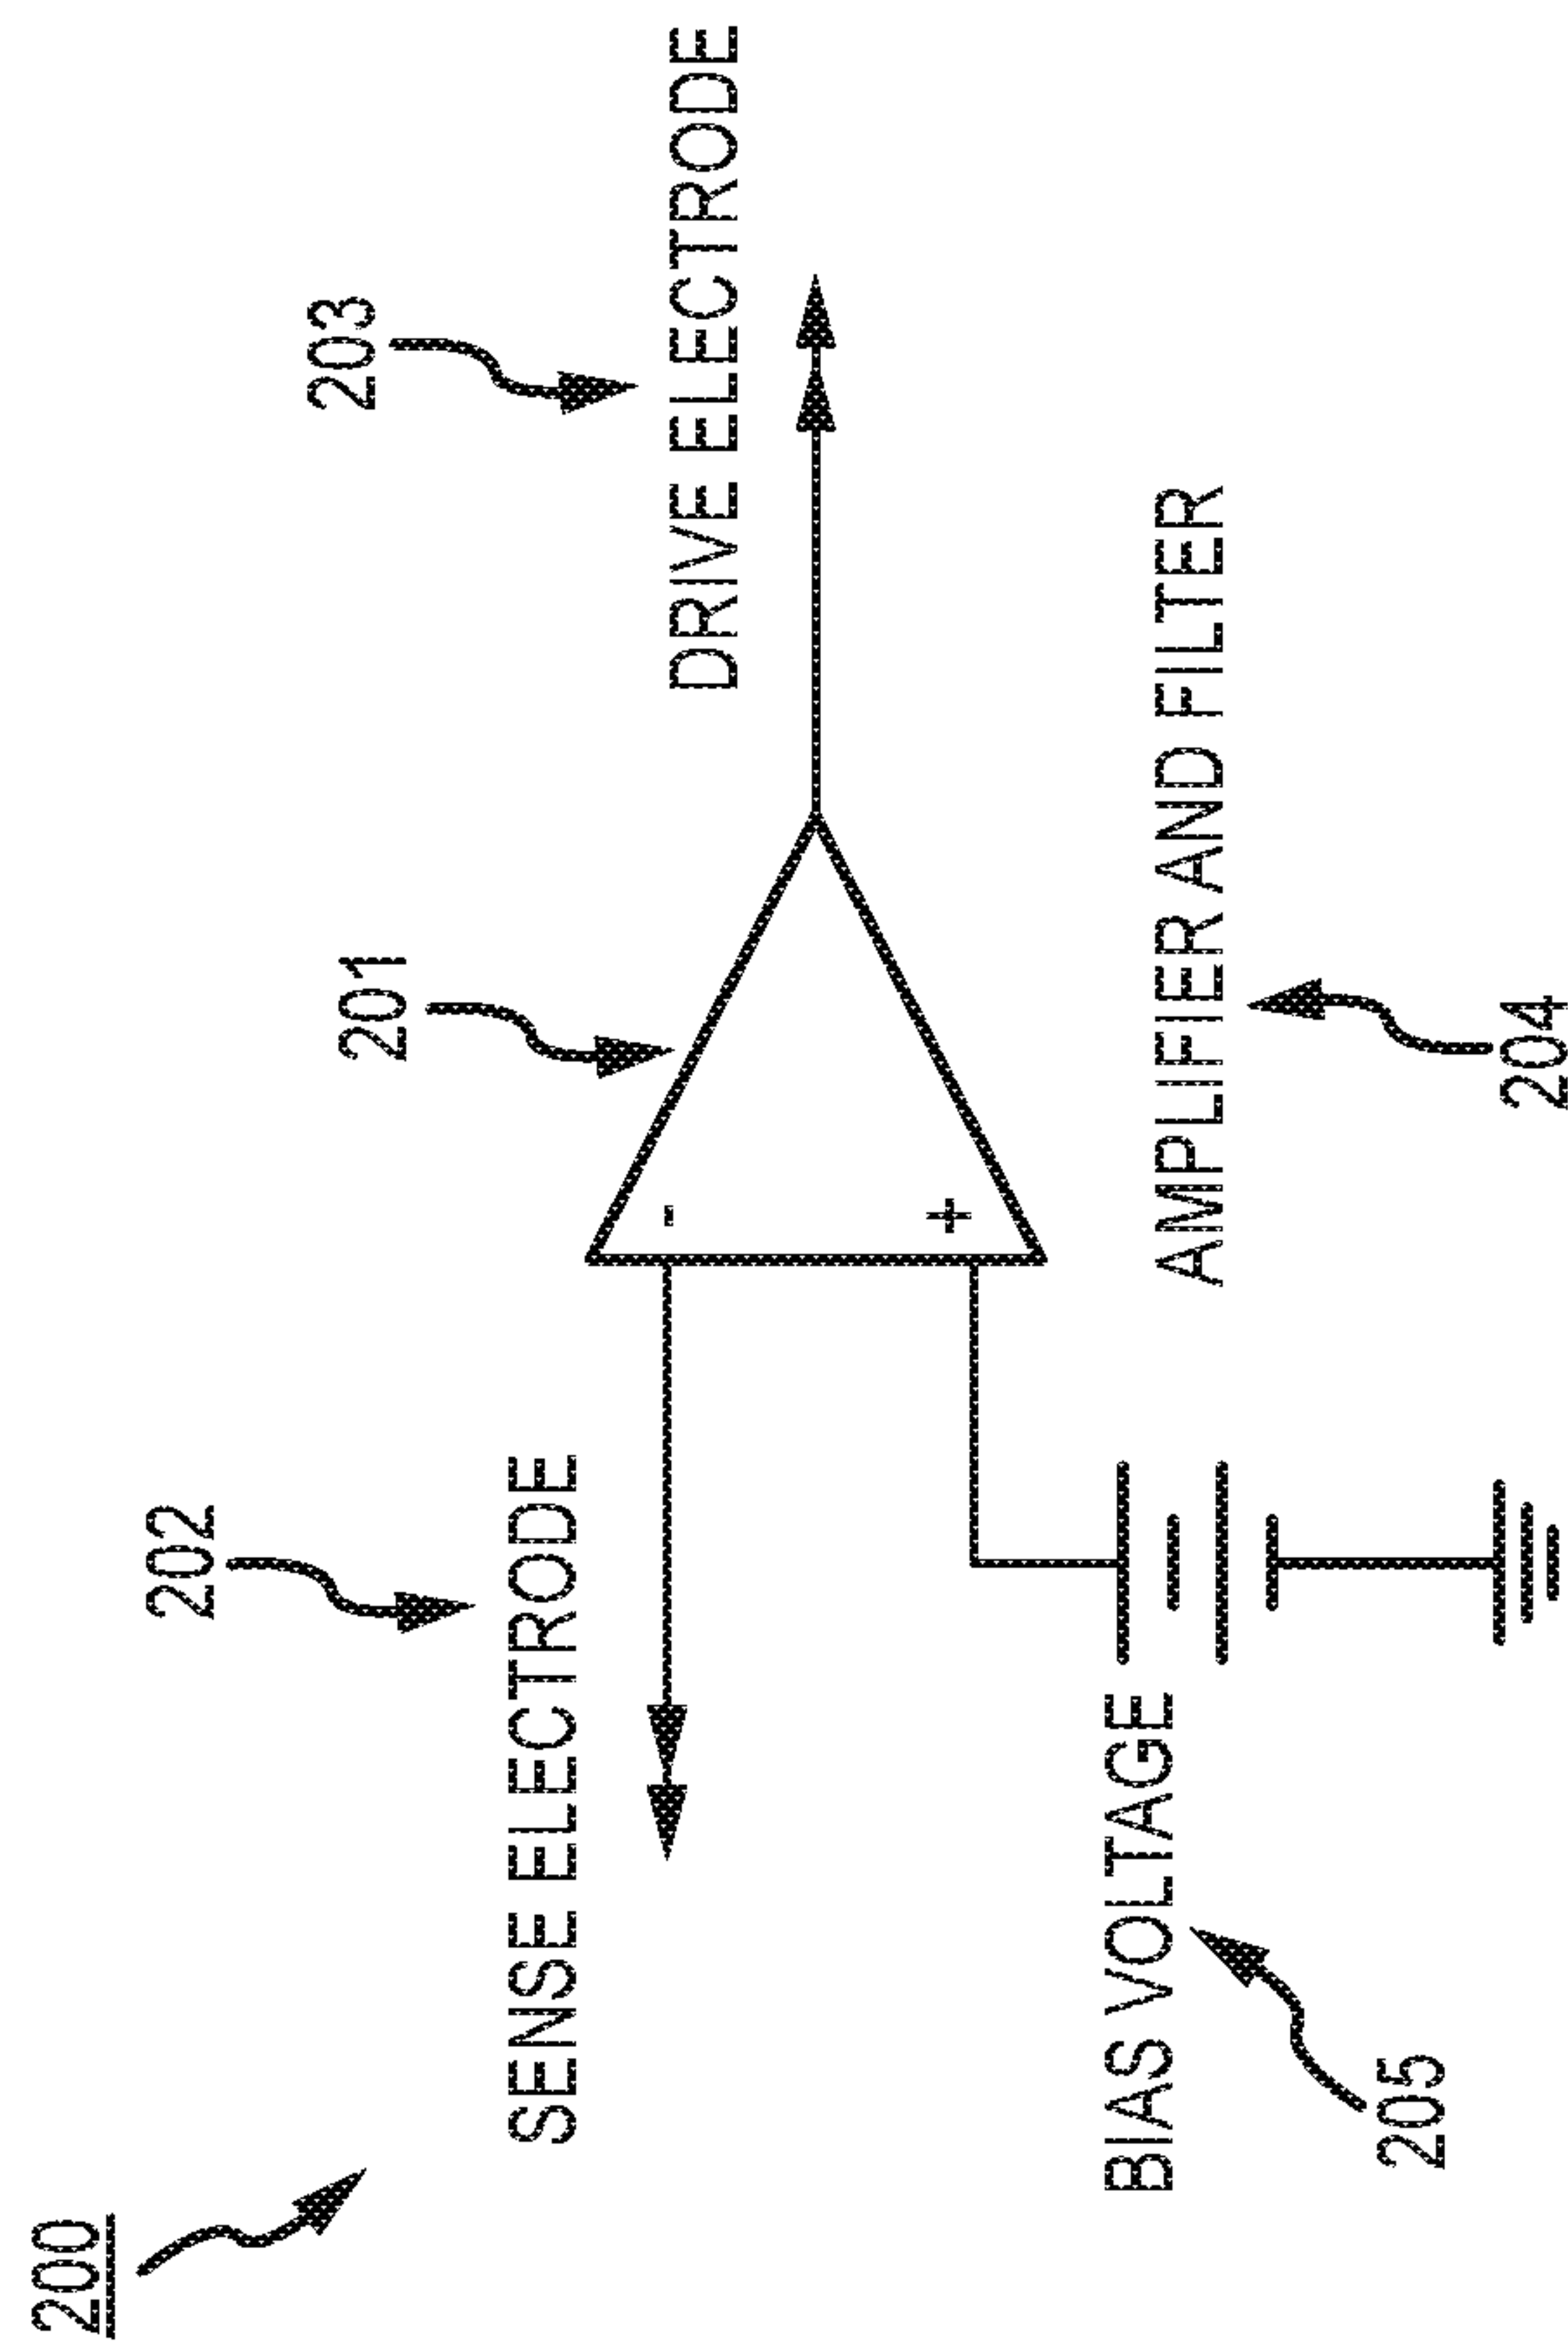 200
202
SENSE ELECTRODE
201
203
DRIVE ELECTRODE
-
+
BIAS VOLTAGE
205
AMPLIFIER AND FILTER
204